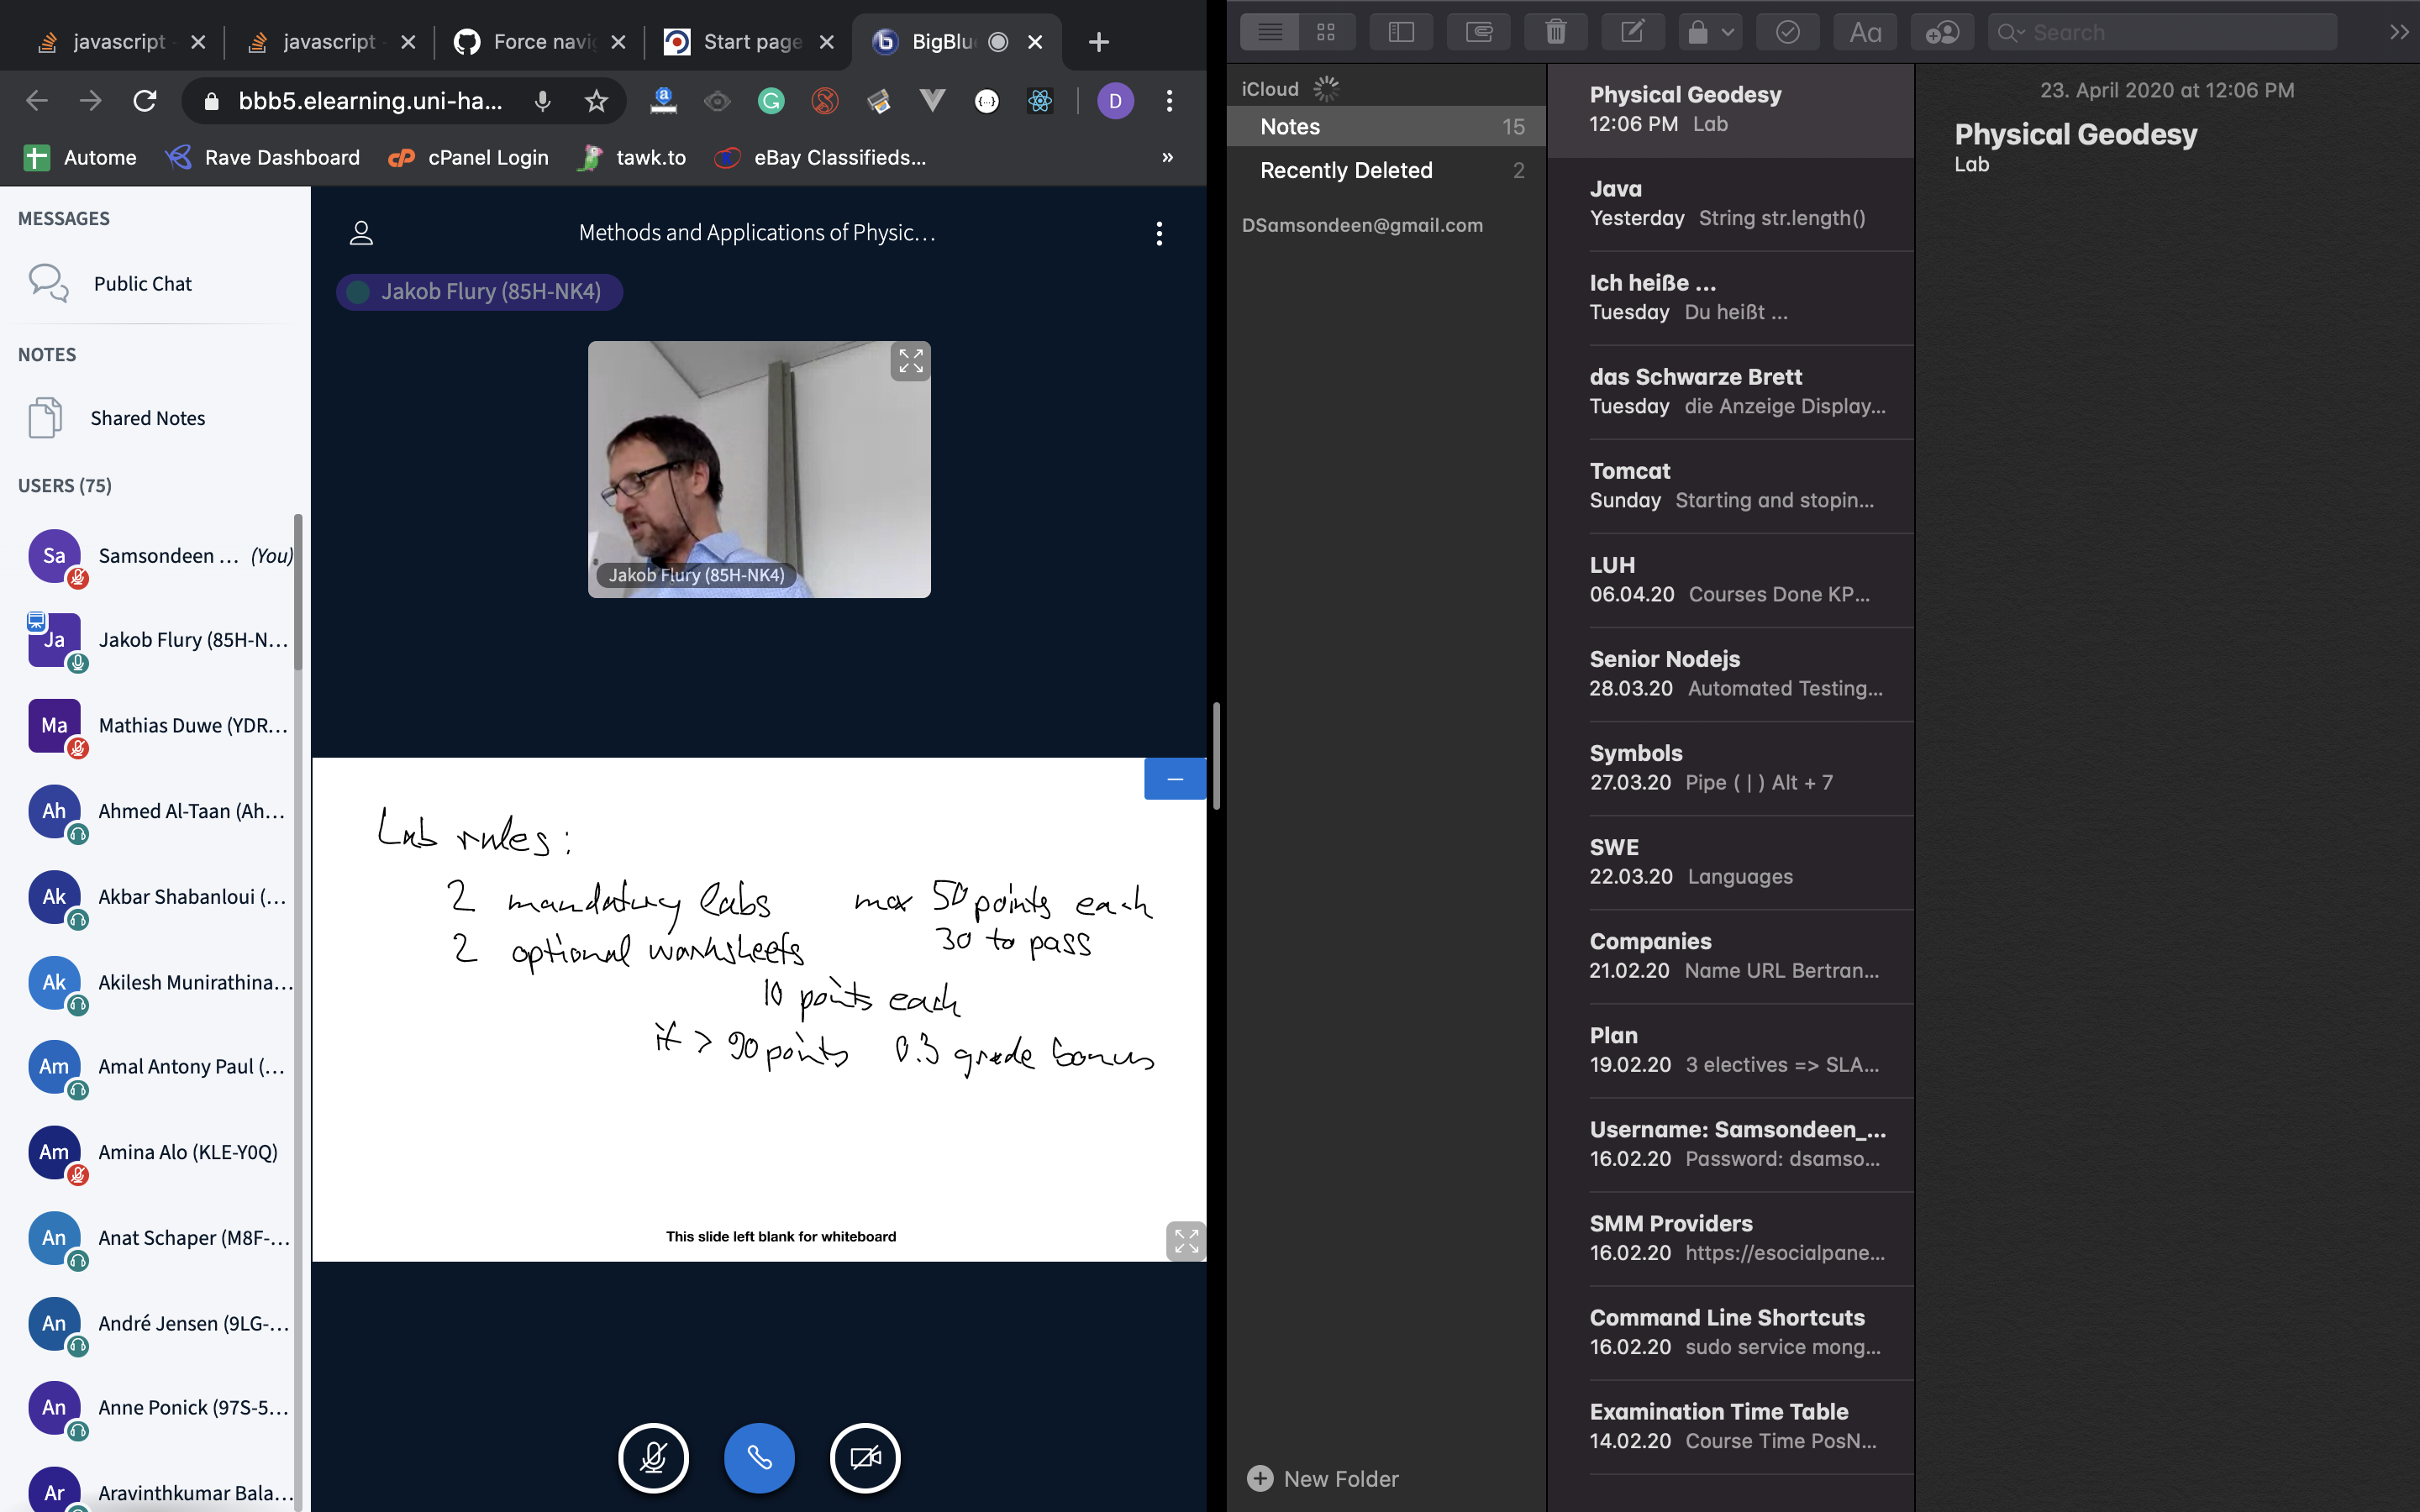 javascript
javascript
Force navi
Start page
BigBlu
bbb5.elearning.uni-ha...
D
Autome
Rave Dashboard
cPanel Login
tawk.to
eBay Classifieds...
»
MESSAGES
Public Chat
NOTES
Shared Notes
USERS (75)
Sa
Samsondeen ... (You)
Ja
Jakob Flury (85H-N...
Ma
Mathias Duwe (YDR...
Ah
Ahmed Al-Taan (Ah...
Ak
Akbar Shabanloui (...
Ak
Akilesh Munirathina...
Am
Amal Antony Paul (...
Am
Amina Alo (KLE-Y0Q)
An
Anat Schaper (M8F-...
An
André Jensen (9LG-...
An
Anne Ponick (97S-5...
Ar
Aravinthkumar Bala...
Methods and Applications of Physic...
Jakob Flury (85H-NK4)
Jakob Flury (85H-NK4)
Lab rules:
2 mandatory labs max 50 points each
30 to pass
2 optional worksheets
10 points each
if > 90 points 0.3 grade bonus
This slide left blank for whiteboard
Aa
Search
iCloud
Notes 15
Recently Deleted 2
DSamsondeen@gmail.com
New Folder
Physical Geodesy
12:06 PM Lab
Java
Yesterday String str.length()
Ich heiße ...
Tuesday Du heißt ...
das Schwarze Brett
Tuesday die Anzeige Display...
Tomcat
Sunday Starting and stopin...
LUH
06.04.20 Courses Done KP...
Senior Nodejs
28.03.20 Automated Testing...
Symbols
27.03.20 Pipe ( | ) Alt + 7
SWE
22.03.20 Languages
Companies
21.02.20 Name URL Bertran...
Plan
19.02.20 3 electives => SLA...
Username: Samsondeen_...
16.02.20 Password: dsamso...
SMM Providers
16.02.20 https://esocialpane...
Command Line Shortcuts
16.02.20 sudo service mong...
Examination Time Table
14.02.20 Course Time PosN...
23. April 2020 at 12:06 PM
Physical Geodesy
Lab